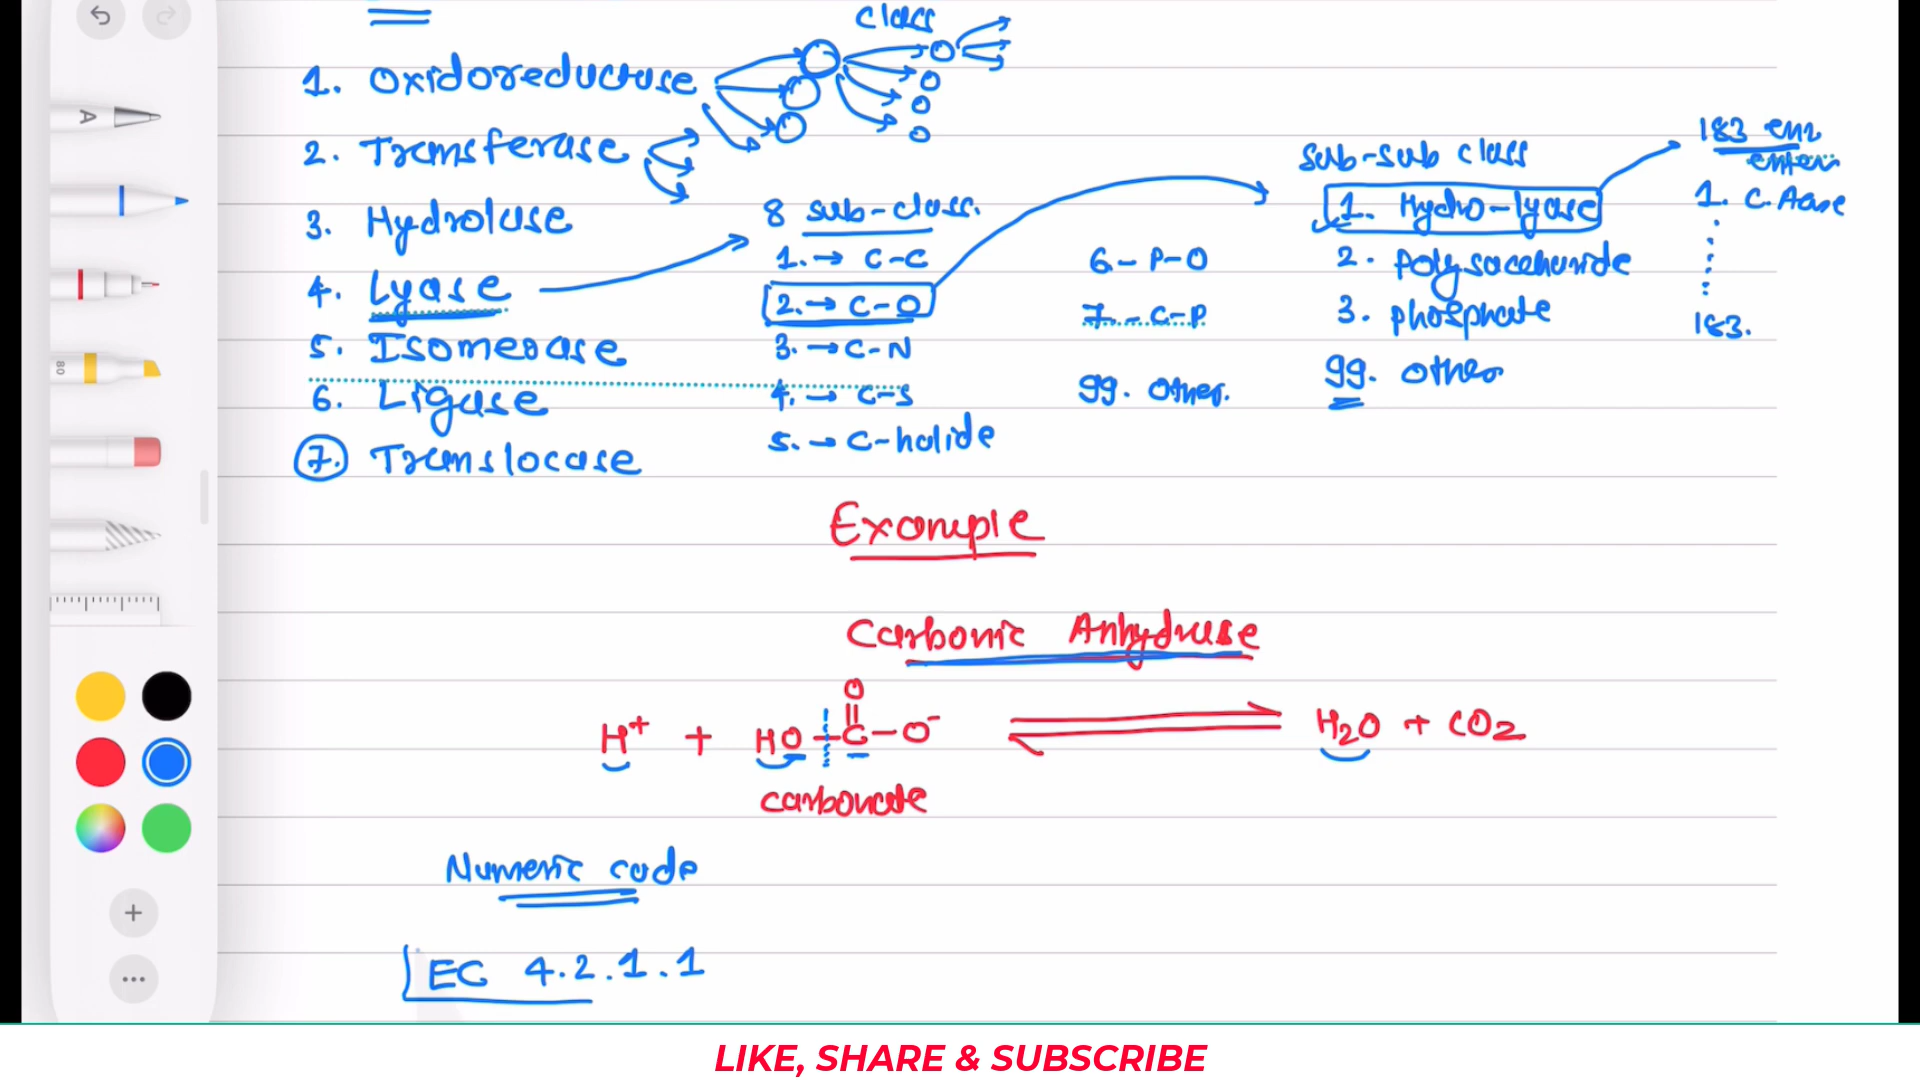 class
1. Oxidoreductase
2. Transferase
3. Hydrolase
4. Lyase
5. Isomerase
6. Ligase
7. Translocase
8 sub-class.
1. → C-C
2. → C-O
3. → C-N
4. → C-S
5. → C-halide
6 - P-O
7. - C-P
99. Other.
Sub-sub class
1. Hydro-lyase
2. Polysaccharide
3. phosphate
99. other
183 enz
1. C.Aase
183.
Example
Carbonic Anhydrase
O
H+ + HO-C-O- ⇌ H2O + CO2
carbonate
Numeric code
EC 4.2.1.1
A
80
LIKE, SHARE & SUBSCRIBE